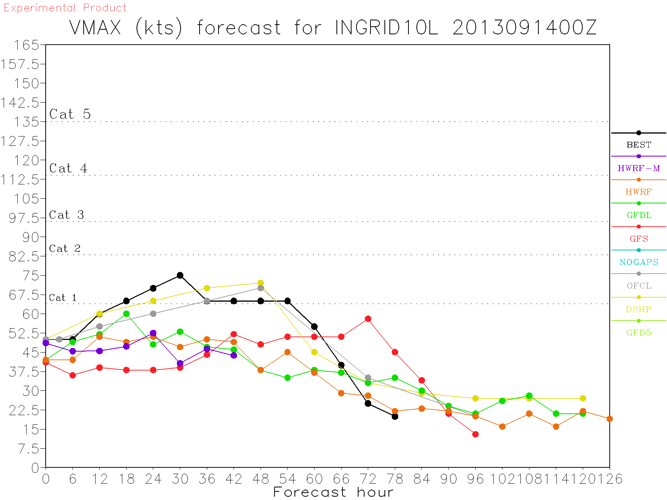 Experimental Product
VMAX (kts) forecast for INGRID10L 2013091400Z
165
157.5
150
142.5
135
127.5
120
112.5
105
97.5
90
82.5
75
67.5
60
52.5
45
37.5
30
22.5
15
7.5
0
Cat 5
Cat 4
Cat 3
Cat 2
Cat 1
BEST
HWRF-M
HWRF
GFDL
GFS
NOGAPS
OFCL
DSHP
GFD5
0 6 12 18 24 30 36 42 48 54 60 66 72 78 84 90 96 102 108 114 120 126
Forecast hour